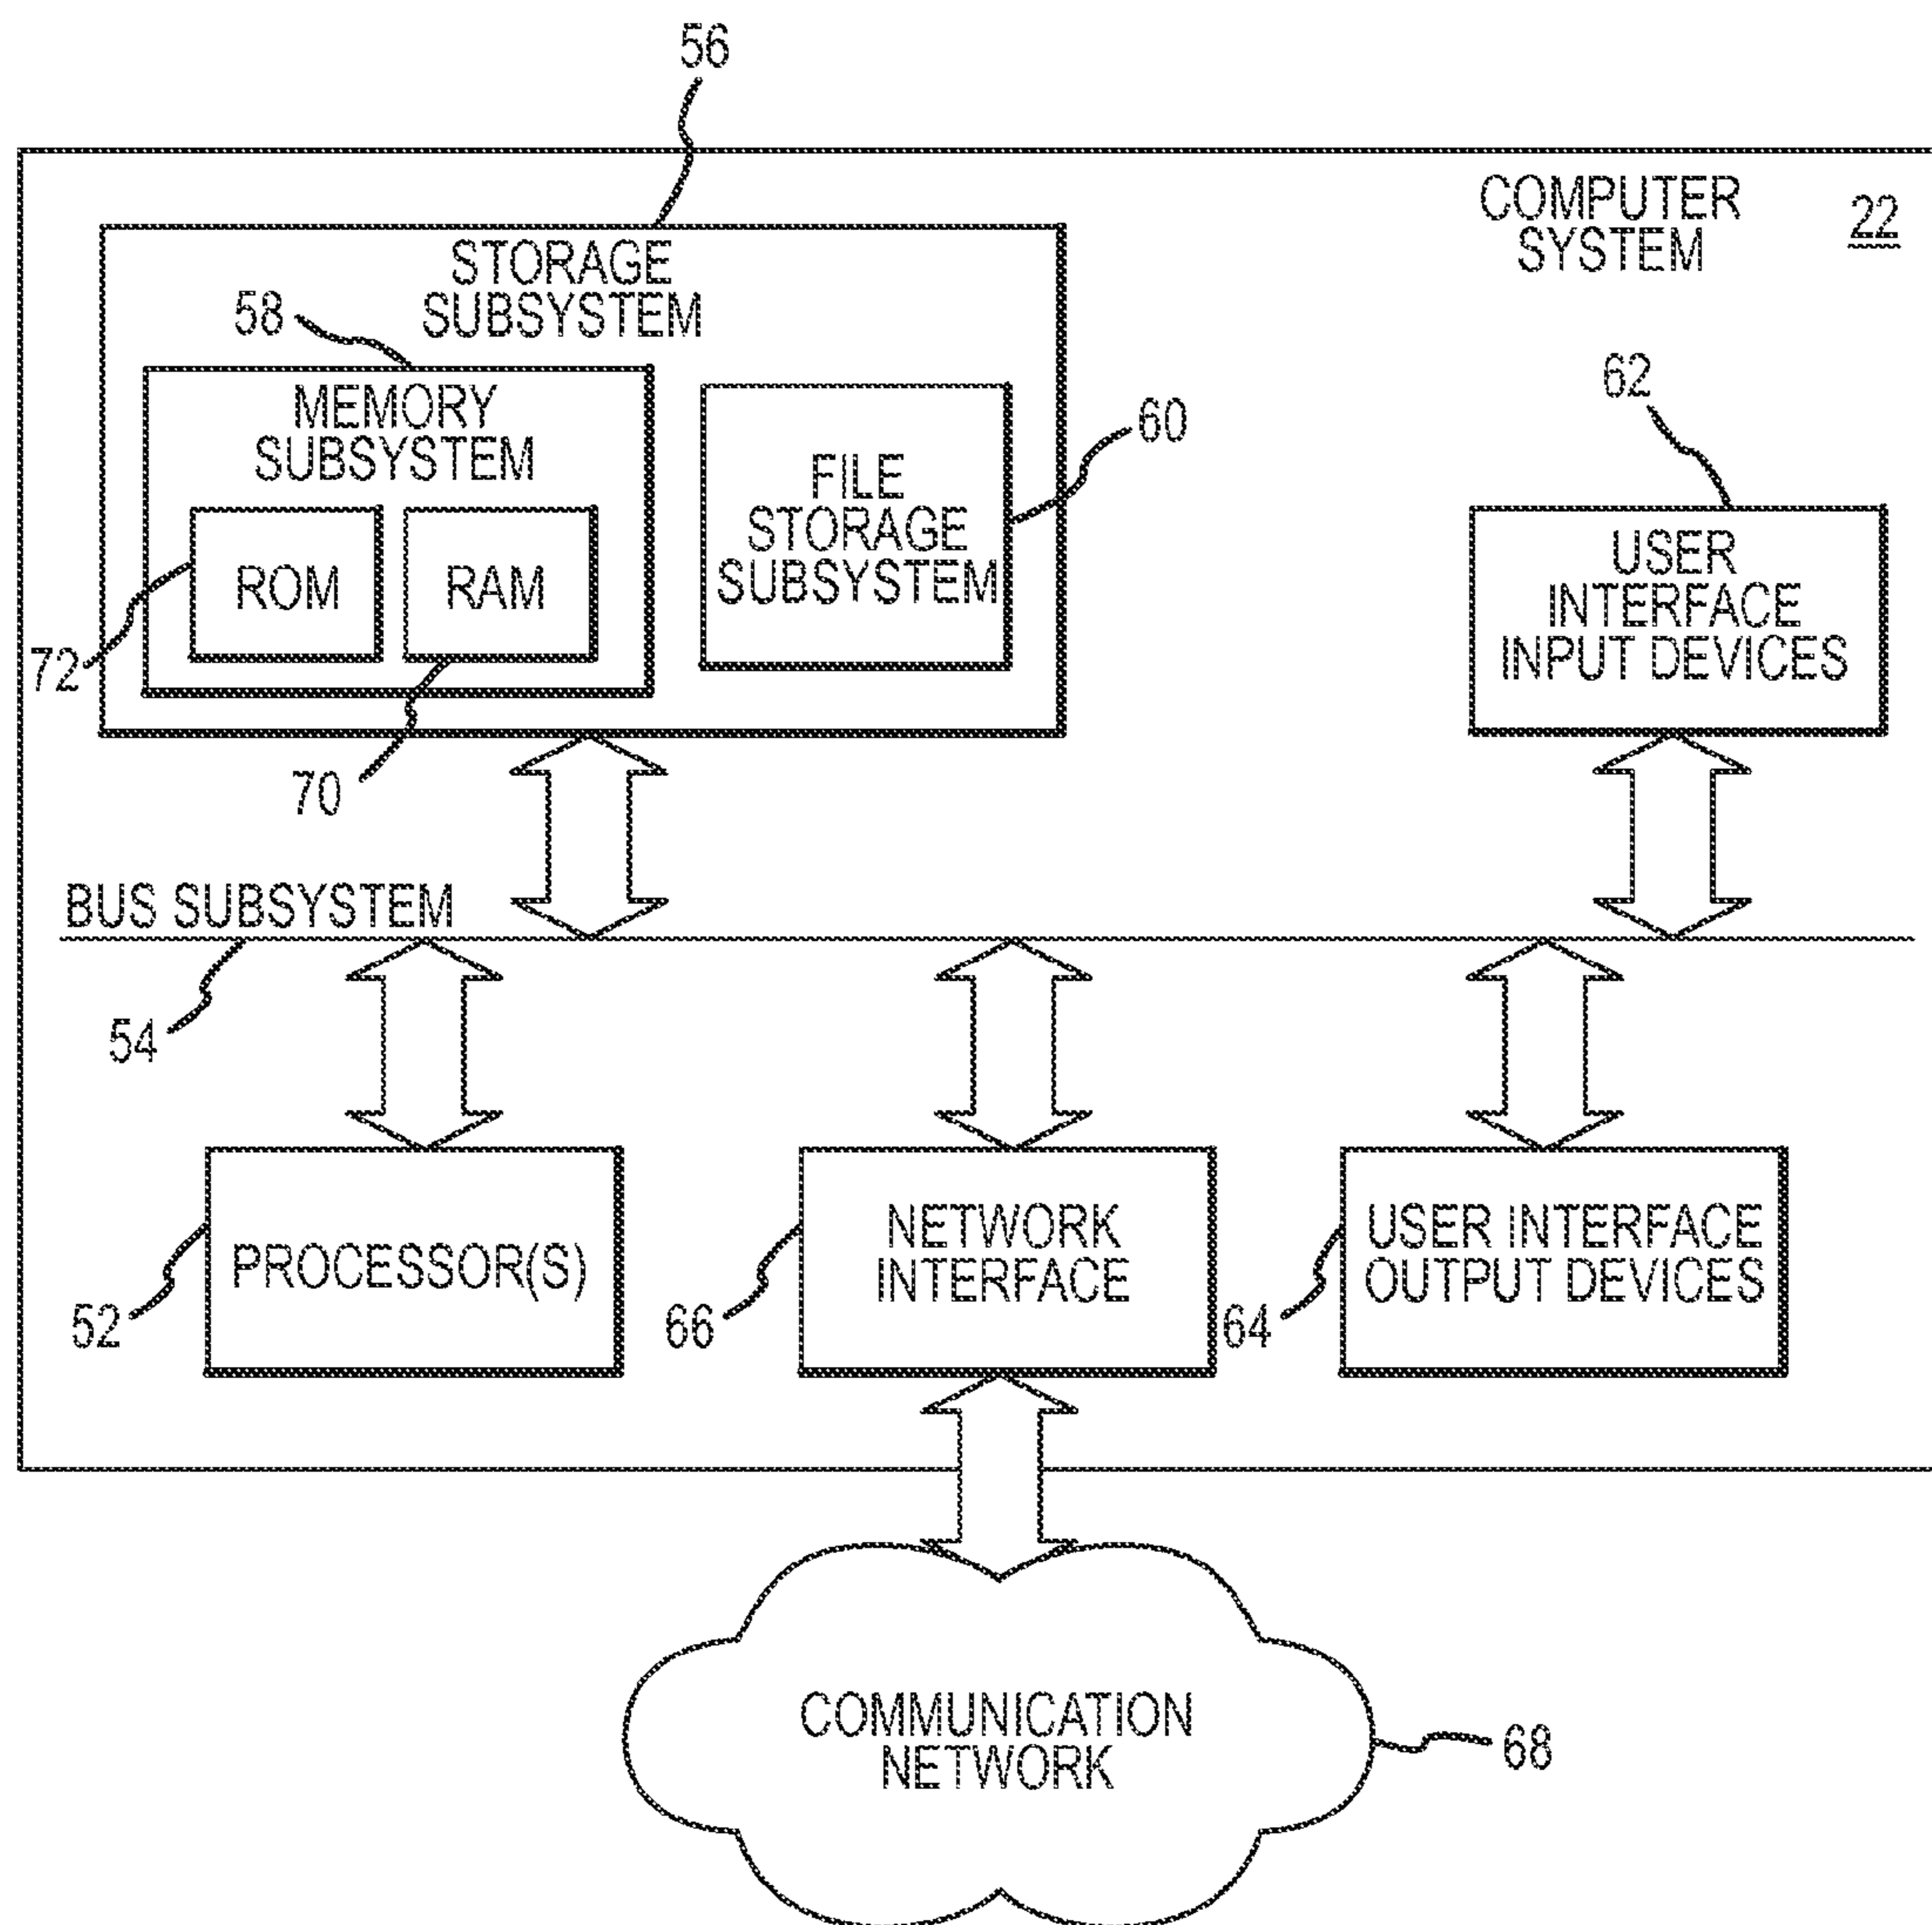 56
COMPUTER
SYSTEM
22
STORAGE
SUBSYSTEM
58
MEMORY
SUBSYSTEM
ROM
RAM
72
70
FILE
STORAGE
SUBSYSTEM
60
62
USER
INTERFACE
INPUT DEVICES
BUS SUBSYSTEM
54
PROCESSOR(S)
52
NETWORK
INTERFACE
66
USER INTERFACE
OUTPUT DEVICES
64
COMMUNICATION
NETWORK
68